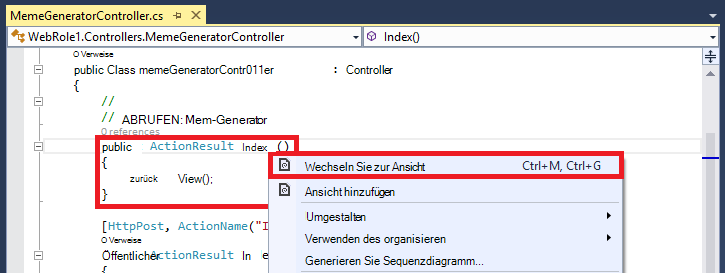 MemeGeneratorController.cs
WebRole1.Controllers.MemeGeneratorController Index()
0 Verweise
public Class memeGeneratorContr011er : Controller
{
//
// ABRUFEN: Mem-Generator
0 references
public ActionResult Index ()
{
zurück View();
}
[HttpPost, ActionName("I
0 Verweise
Öffentlicher ActionResult In e
{
Wechseln Sie zur Ansicht Ctrl+M, Ctrl+G
Ansicht hinzufügen
Umgestalten
Verwenden des organisieren
Generieren Sie Sequenzdiagramm...